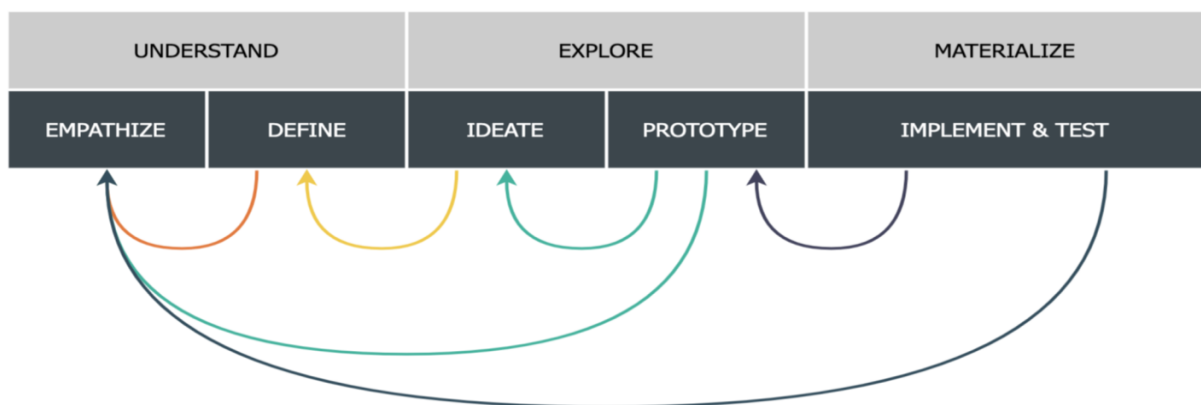 UNDERSTAND EXPLORE MATERIALIZE
EMPATHIZE DEFINE IDEATE PROTOTYPE IMPLEMENT & TEST